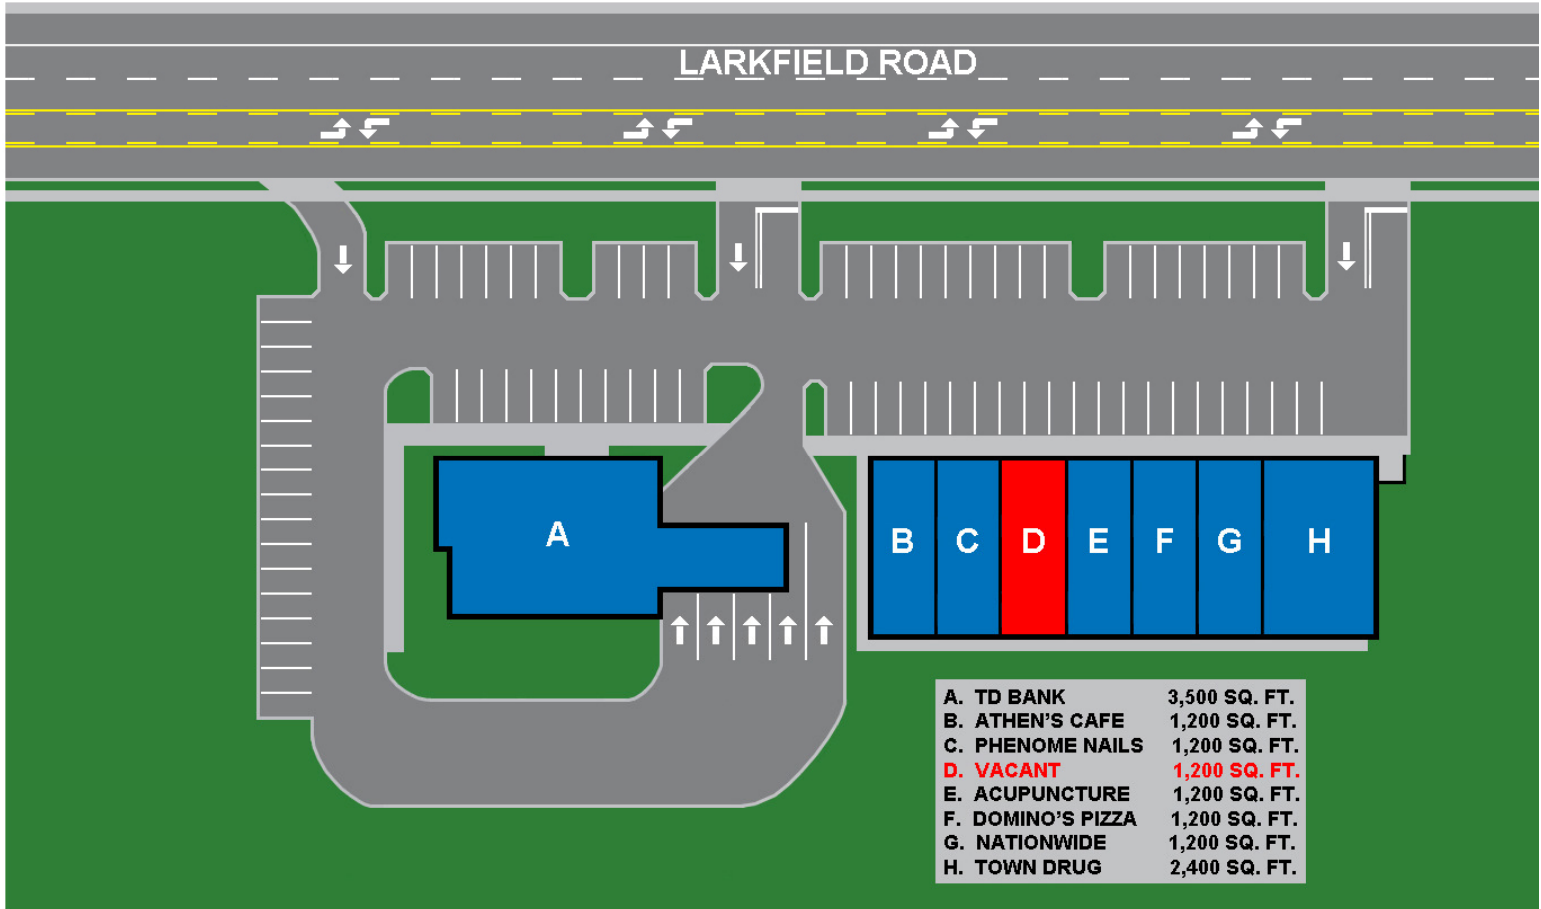 LARKFIELD ROAD
A
B C D E F G H
A. TD BANK 3,500 SQ. FT.
B. ATHEN'S CAFE 1,200 SQ. FT.
C. PHENOME NAILS 1,200 SQ. FT.
D. VACANT 1,200 SQ. FT.
E. ACUPUNCTURE 1,200 SQ. FT.
F. DOMINO'S PIZZA 1,200 SQ. FT.
G. NATIONWIDE 1,200 SQ. FT.
H. TOWN DRUG 2,400 SQ. FT.